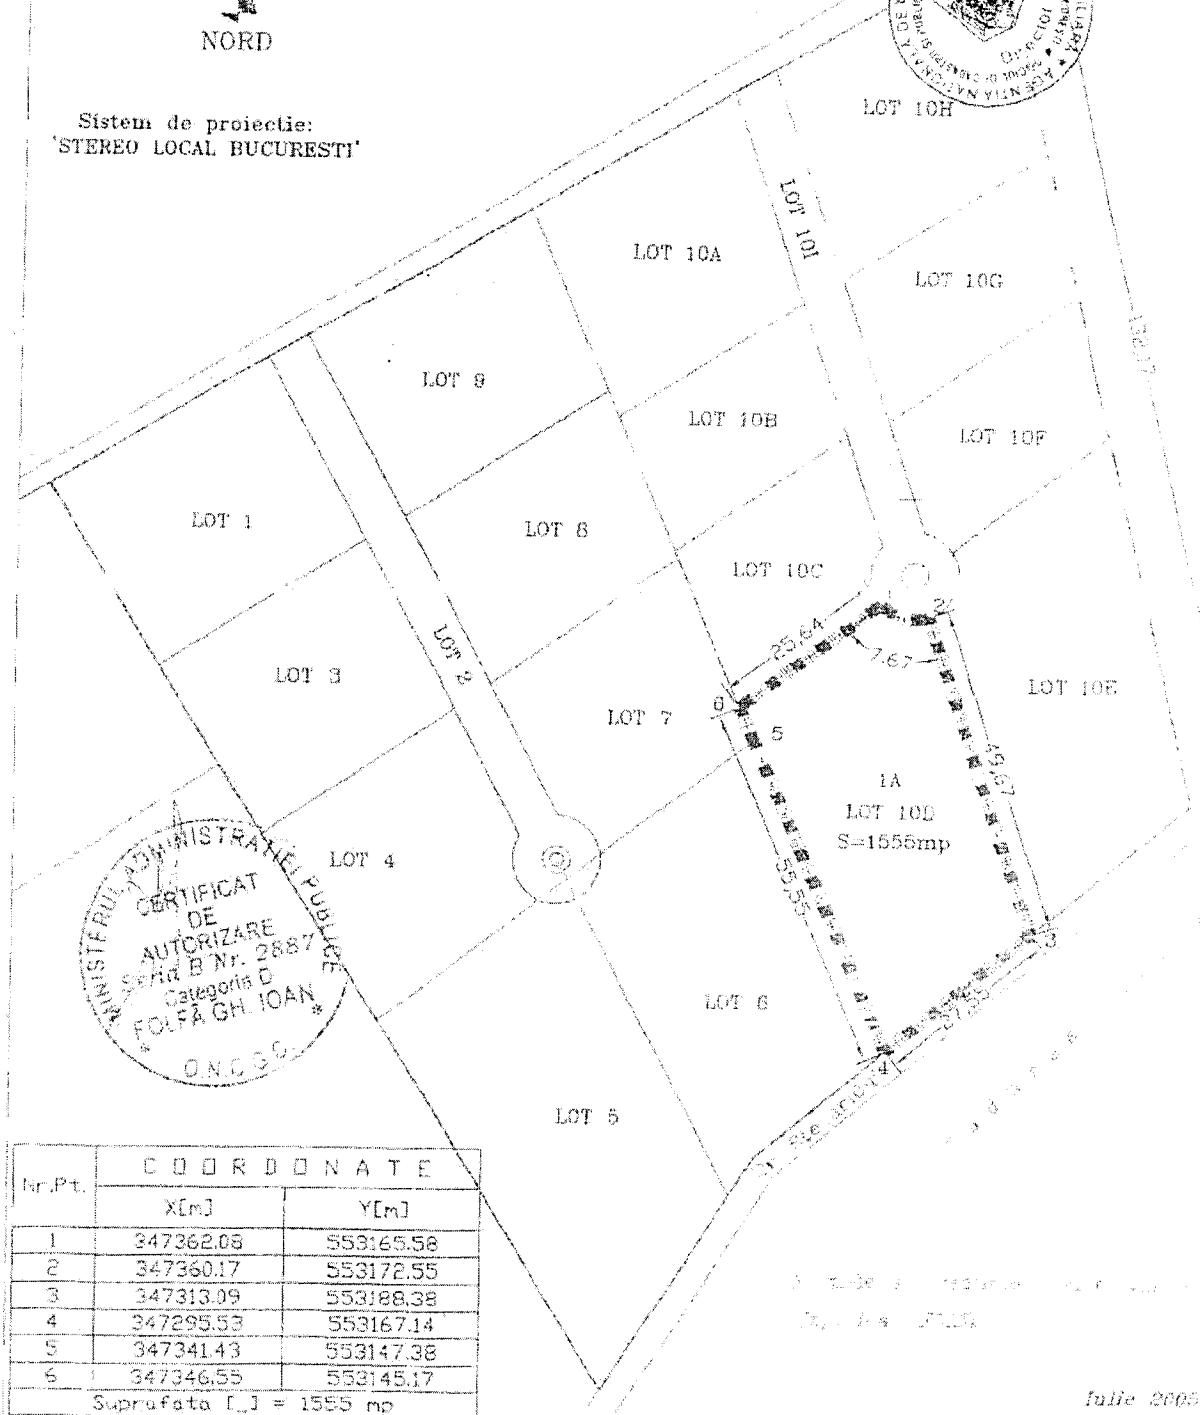 NORD
Sistem de proiectie:
'STEREO LOCAL BUCURESTI'
LOT 10H
LOT 10I
LOT 10A
LOT 10G
LOT 9
LOT 10B
LOT 10F
LOT 1
LOT 8
LOT 10C
LOT 2
LOT 3
25,64
2
7.67
LOT 10E
6
LOT 7
5
1A
LOT 10D
S=1555mp
49,67
55,55
LOT 4
MINISTERUL ADMINISTRATIEI PUBLICE
CERTIFICAT
DE
AUTORIZARE
Seria B Nr. 2887
Categoria D
FOLFA GH. IOAN
O.N.C.G.C.
3
LOT 6
4
LOT 5
Nr.Pt.
COORDONATE
X[m] Y[m]
1 347362.08 553165.58
2 347360.17 553172.55
3 347313.09 553188.38
4 347295.53 553167.14
5 347341.43 553147.38
6 347346.55 553145.17
Suprafata [_] = 1555 mp
Iulie 2005